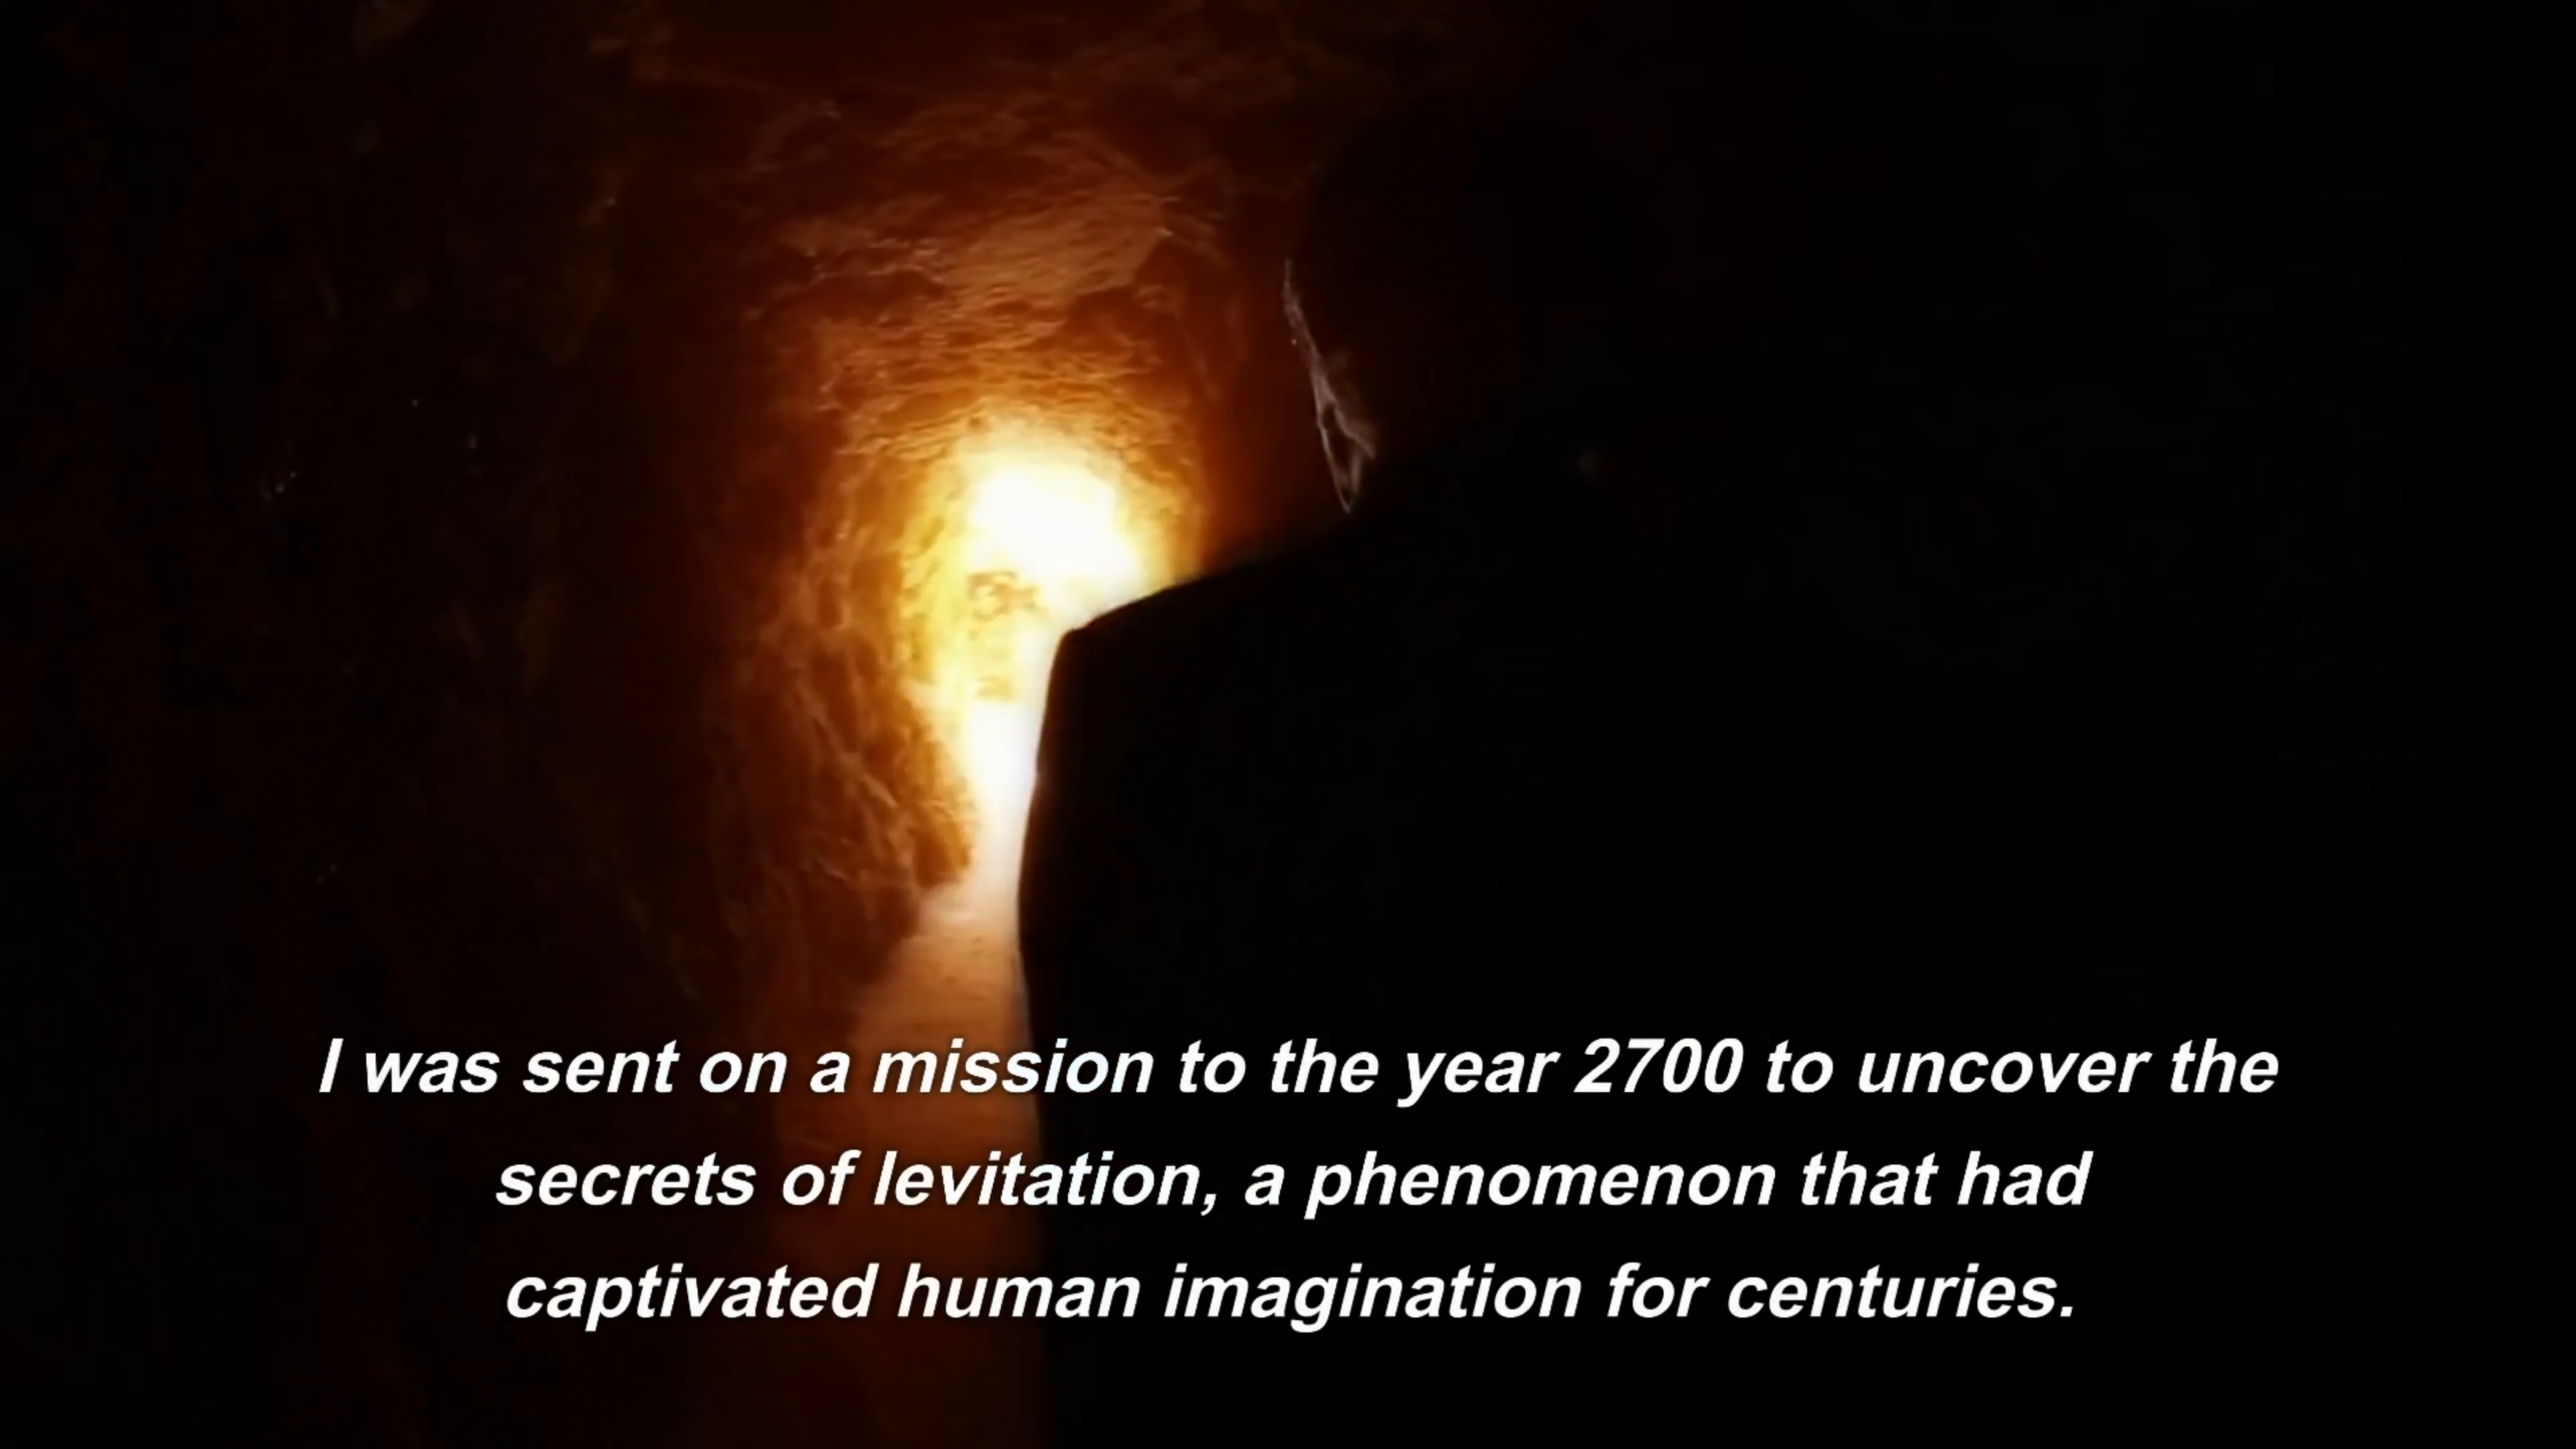 I was sent on a mission to the year 2700 to uncover the
secrets of levitation, a phenomenon that had
captivated human imagination for centuries.